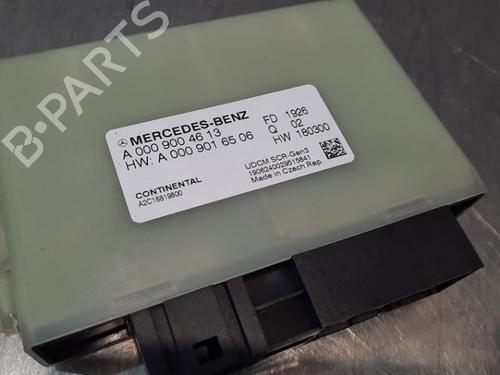 B-PARTS
MERCEDES-BENZ
A 000 900 46 13
HW: A 000 901 65 06
FD 1926
Q 02
HW 180300
CONTINENTAL
A2C16819600
UDCM SCR-Gen3
19062400029515841
Made in Czech Rep.